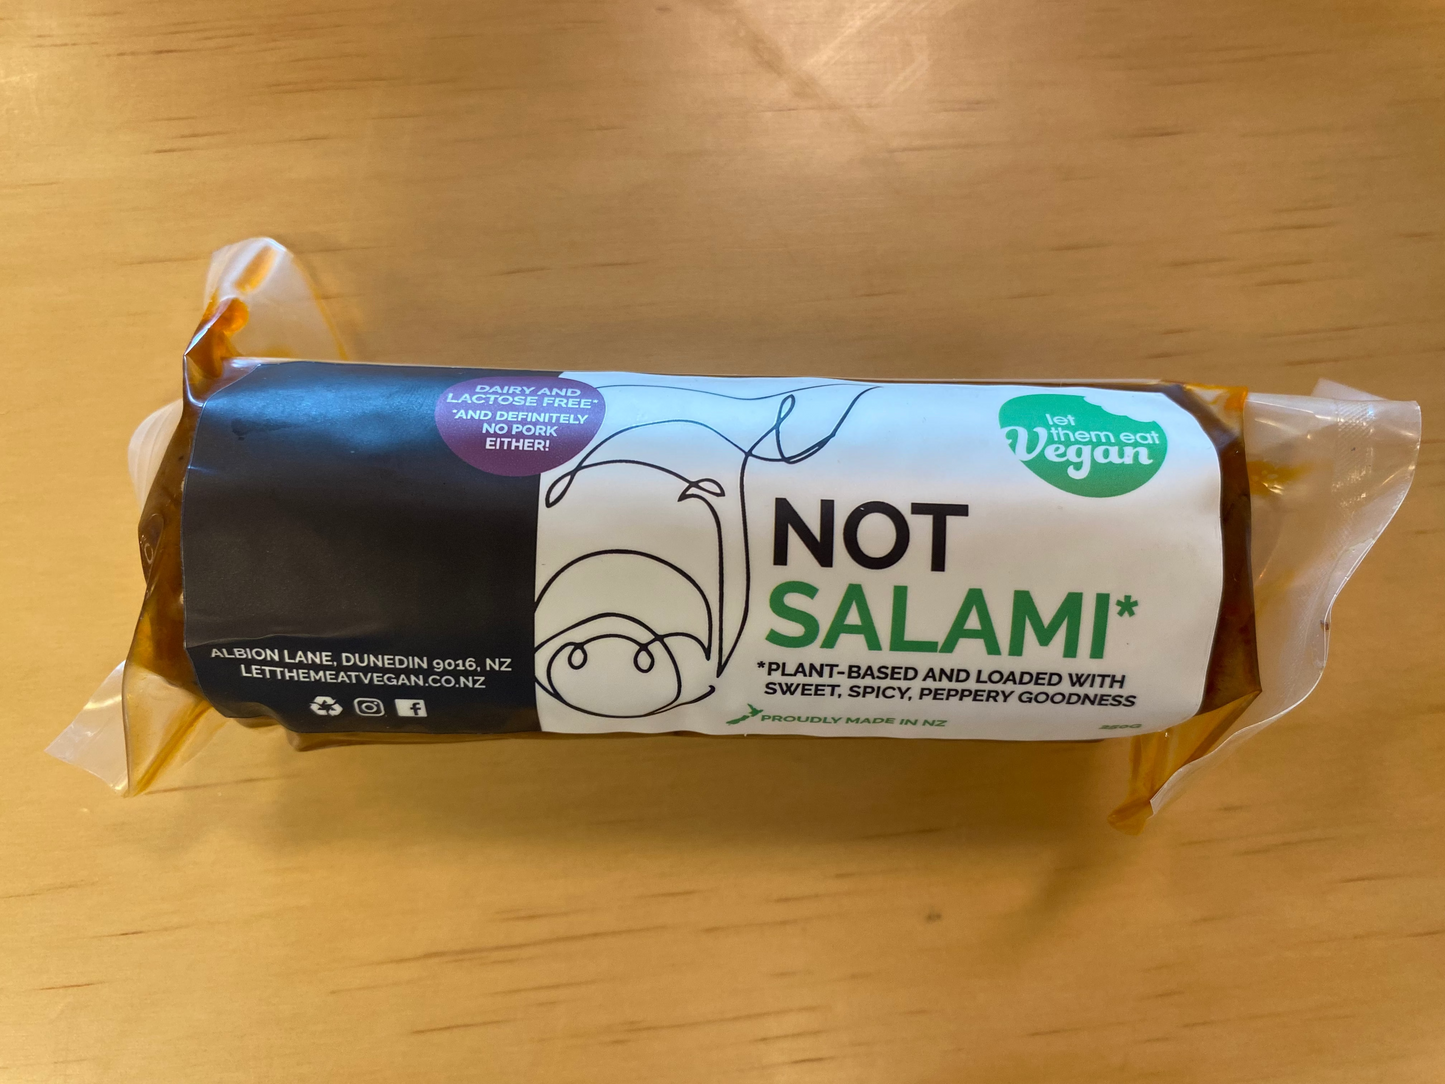 DAIRY AND
LACTOSE FREE*
*AND DEFINITELY
NO PORK
EITHER!
let
them eat
Vegan
NOT
SALAMI*
*PLANT-BASED AND LOADED WITH
SWEET, SPICY, PEPPERY GOODNESS
PROUDLY MADE IN NZ
250G
ALBION LANE, DUNEDIN 9016, NZ
LETTHEMEATVEGAN.CO.NZ